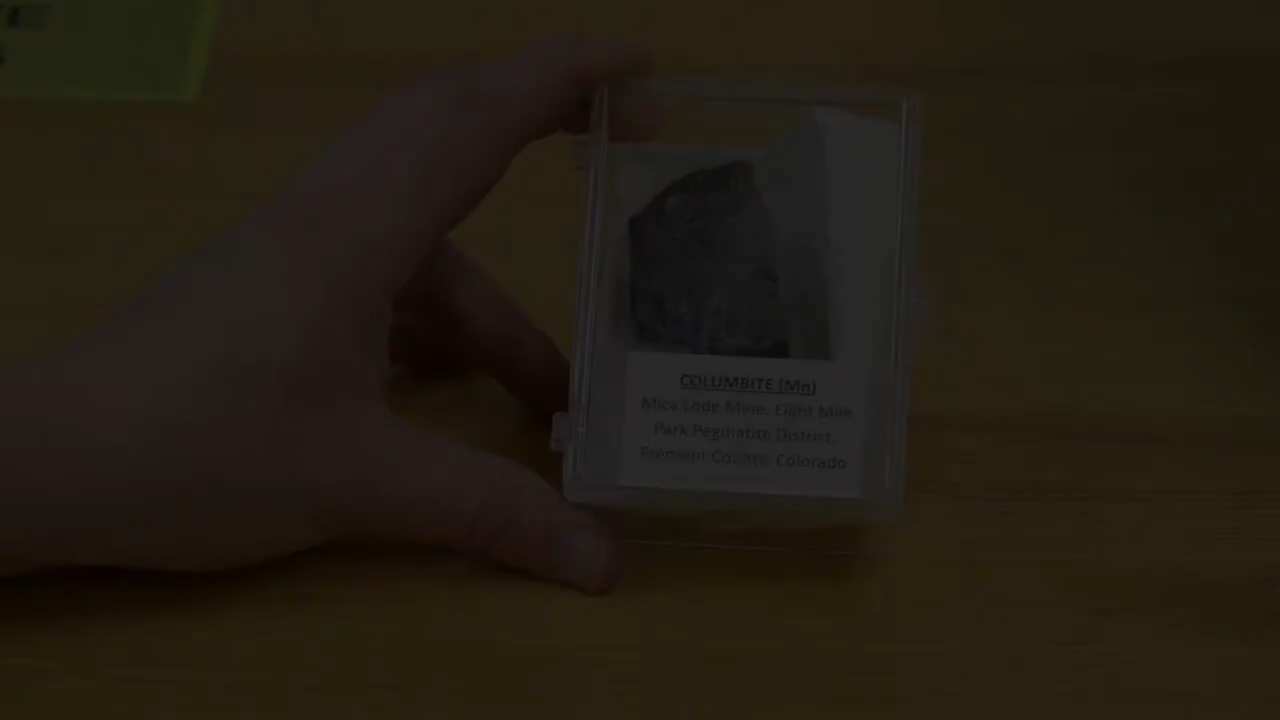 COLUMBITE (Mn)
Mica Lode Mine, Eight Mile
Park Pegmatite District,
Fremont County, Colorado